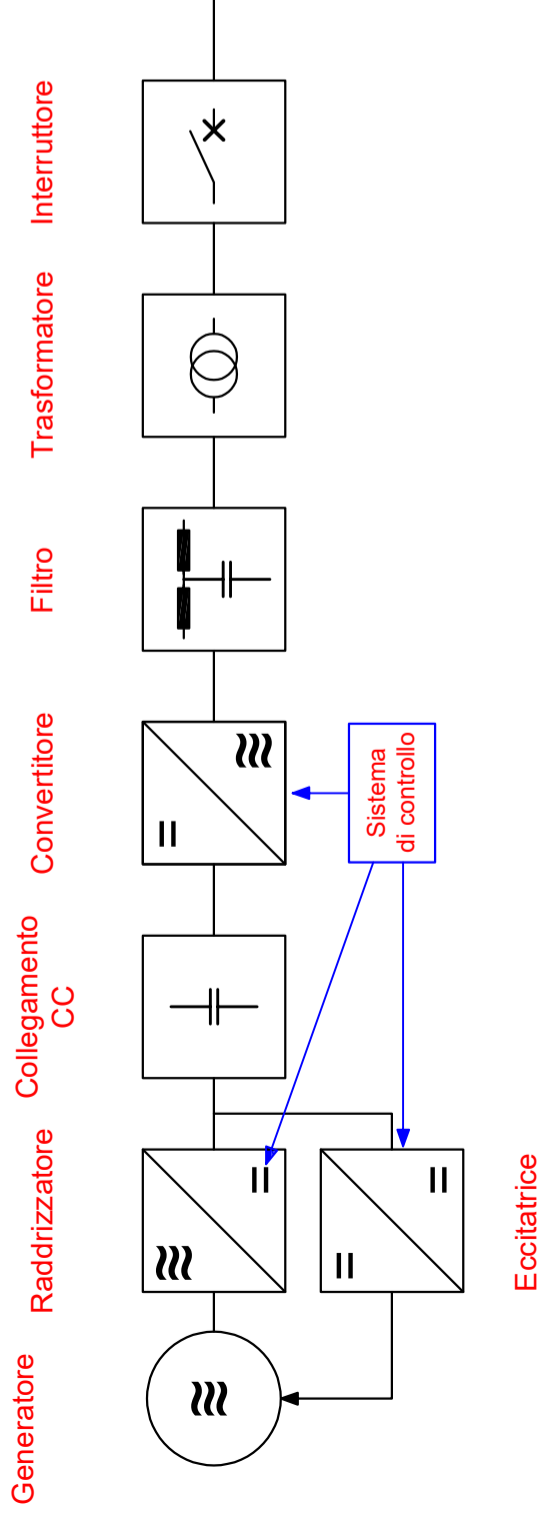 Generatore
Raddrizzatore
Collegamento
CC
Convertitore
Filtro
Trasformatore
Interruttore
Sistema
di controllo
Eccitatrice